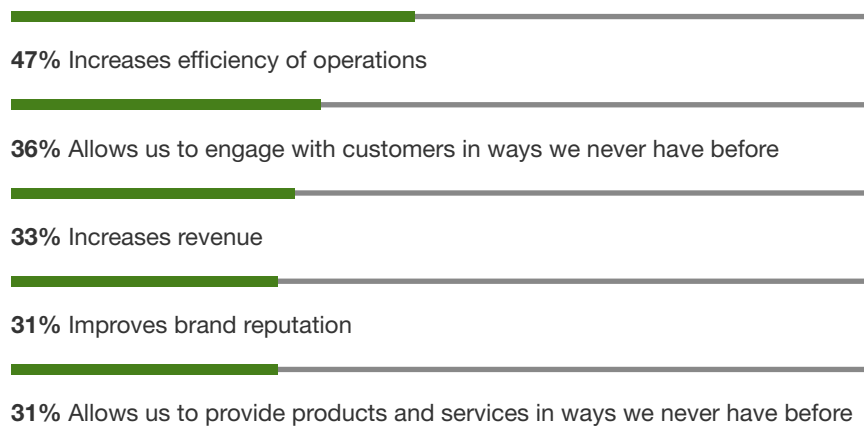 47% Increases efficiency of operations
36% Allows us to engage with customers in ways we never have before
33% Increases revenue
31% Improves brand reputation
31% Allows us to provide products and services in ways we never have before